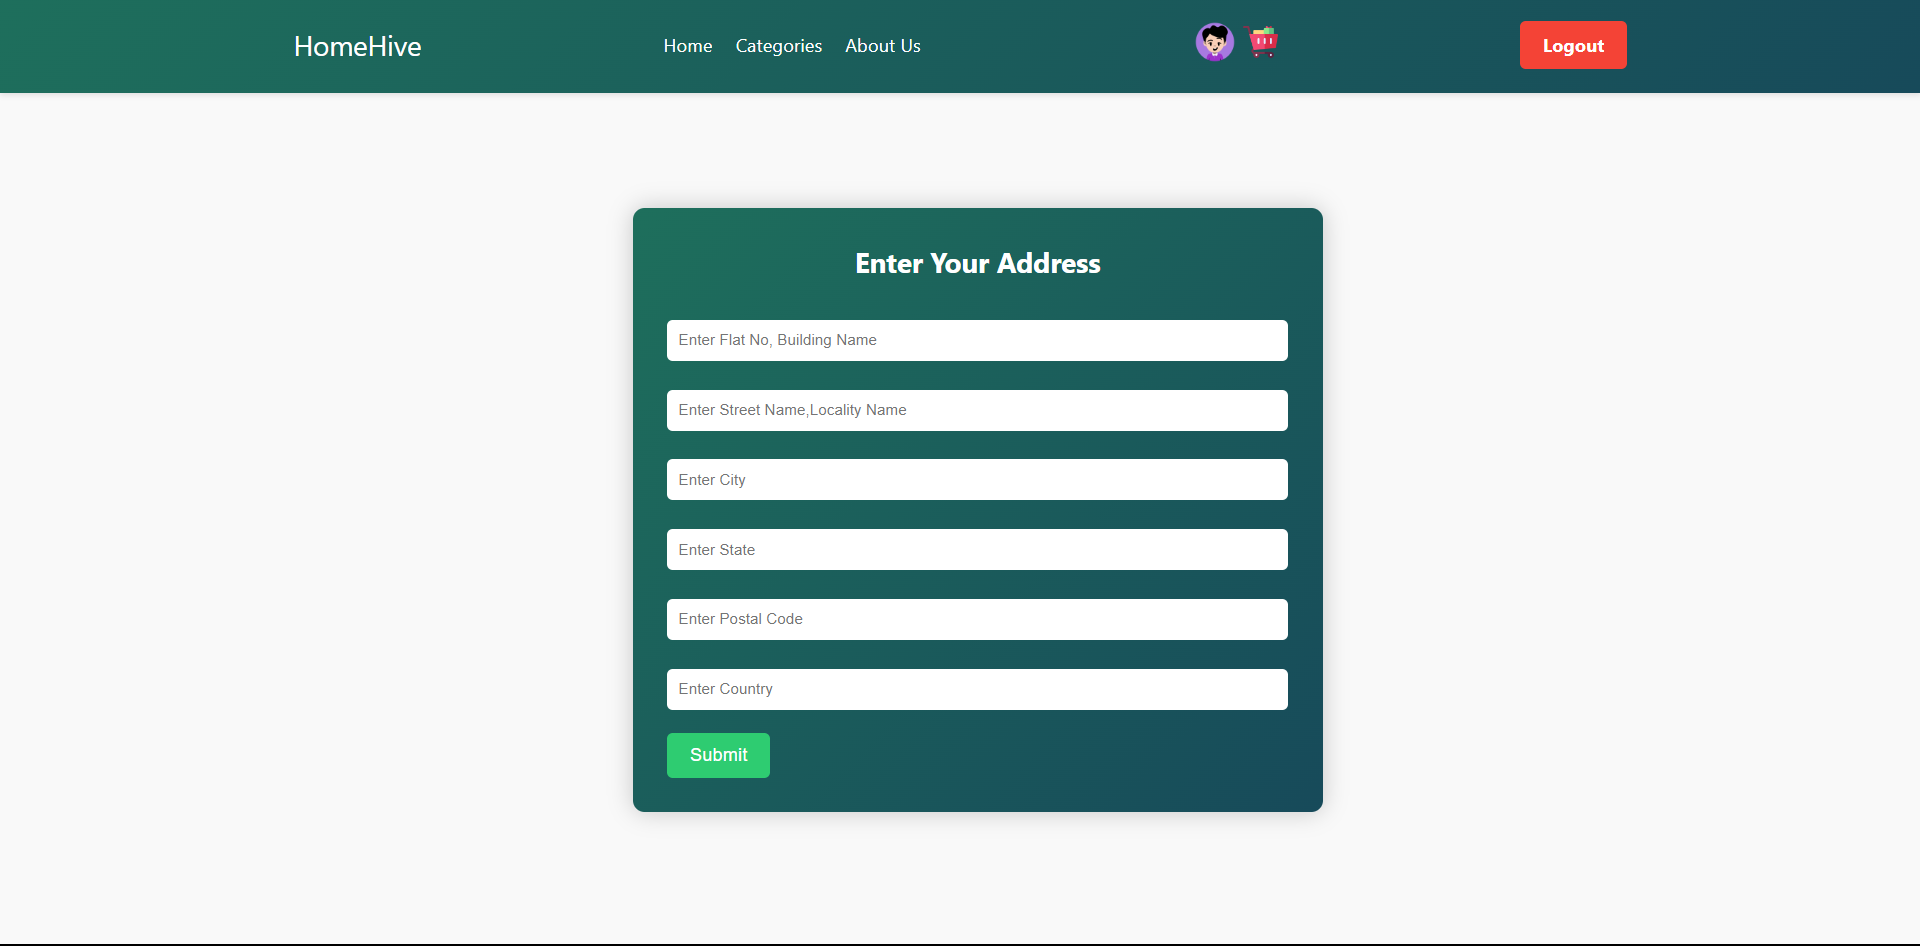 HomeHive
Home Categories About Us
Logout
Enter Your Address
Enter Flat No, Building Name
Enter Street Name,Locality Name
Enter City
Enter State
Enter Postal Code
Enter Country
Submit